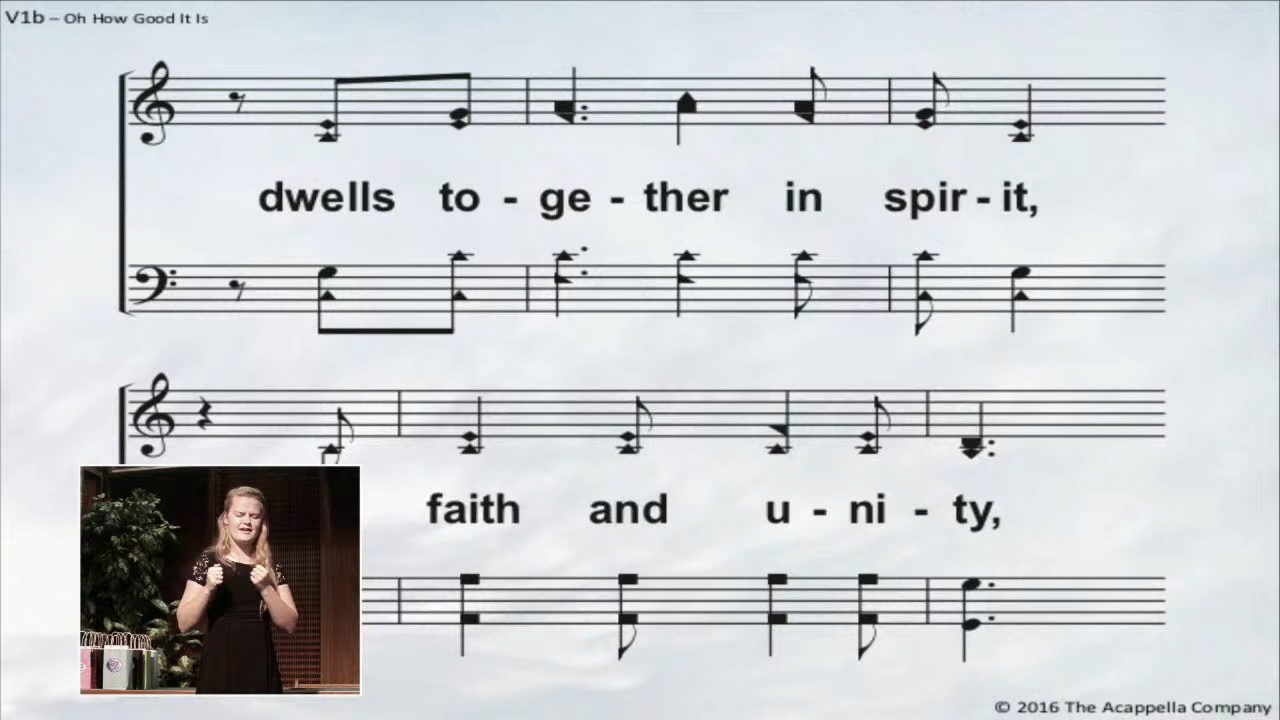 V1b – Oh How Good It Is
dwells to - ge - ther in spir - it,
faith and u - ni - ty,
© 2016 The Acappella Company